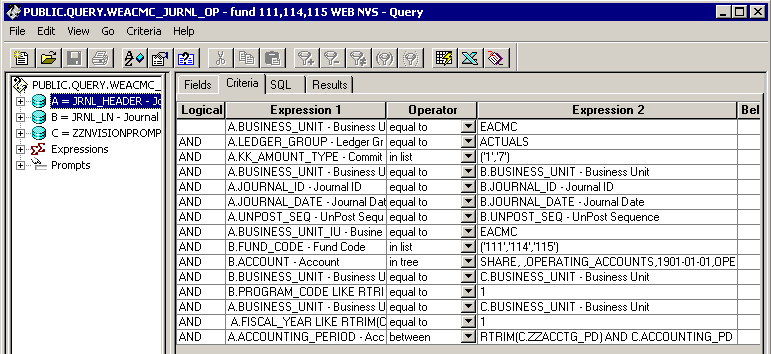 PUBLIC.QUERY.WEACMC_JURNL_OP - fund 111,114,115 WEB NVS - Query
File Edit View Go Criteria Help
PUBLIC.QUERY.WEACMC_
A = JRNL_HEADER - Jo
B = JRNL_LN - Journal
C = ZZNVISIONPROMP
Expressions
Prompts
Fields Criteria SQL Results
Logical Expression 1 Operator Expression 2 Bel
A.BUSINESS_UNIT - Business U equal to EACMC
AND A.LEDGER_GROUP - Ledger Gr equal to ACTUALS
AND A.KK_AMOUNT_TYPE - Commit in list ('1','7')
AND A.BUSINESS_UNIT - Business U equal to B.BUSINESS_UNIT - Business Unit
AND A.JOURNAL_ID - Journal ID equal to B.JOURNAL_ID - Journal ID
AND A.JOURNAL_DATE - Journal Dat equal to B.JOURNAL_DATE - Journal Date
AND A.UNPOST_SEQ - UnPost Sequ equal to B.UNPOST_SEQ - UnPost Sequence
AND A.BUSINESS_UNIT_IU - Busine equal to EACMC
AND B.FUND_CODE - Fund Code in list ('111','114','115')
AND B.ACCOUNT - Account in tree SHARE, ,OPERATING_ACCOUNTS,1901-01-01,OPE
AND B.BUSINESS_UNIT - Business U equal to C.BUSINESS_UNIT - Business Unit
AND B.PROGRAM_CODE LIKE RTRI equal to 1
AND A.BUSINESS_UNIT - Business U equal to C.BUSINESS_UNIT - Business Unit
AND A.FISCAL_YEAR LIKE RTRIM(C equal to 1
AND A.ACCOUNTING_PERIOD - Acc between RTRIM(C.ZZACCTG_PD) AND C.ACCOUNTING_PD